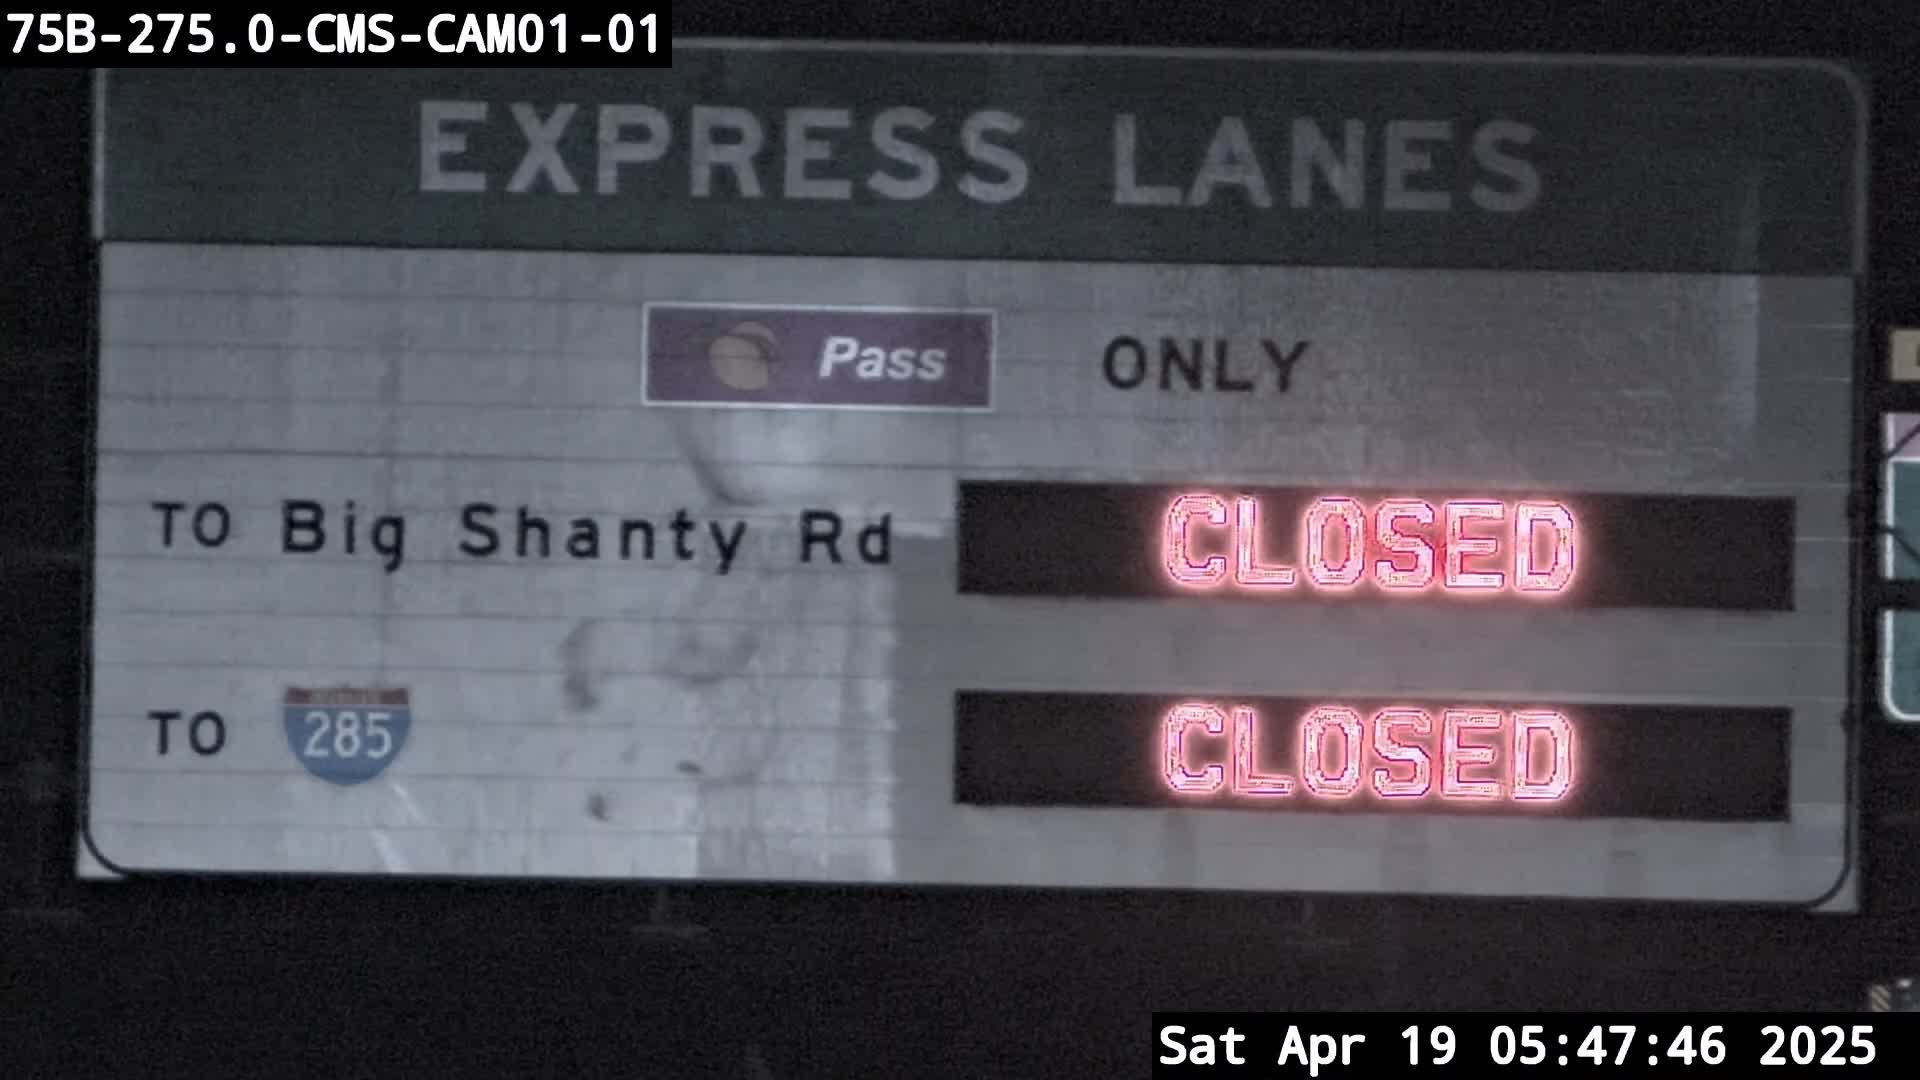 75B-275.0-CMS-CAM01-01
EXPRESS LANES
Pass ONLY
TO Big Shanty Rd CLOSED
TO 285 CLOSED
Sat Apr 19 05:47:46 2025